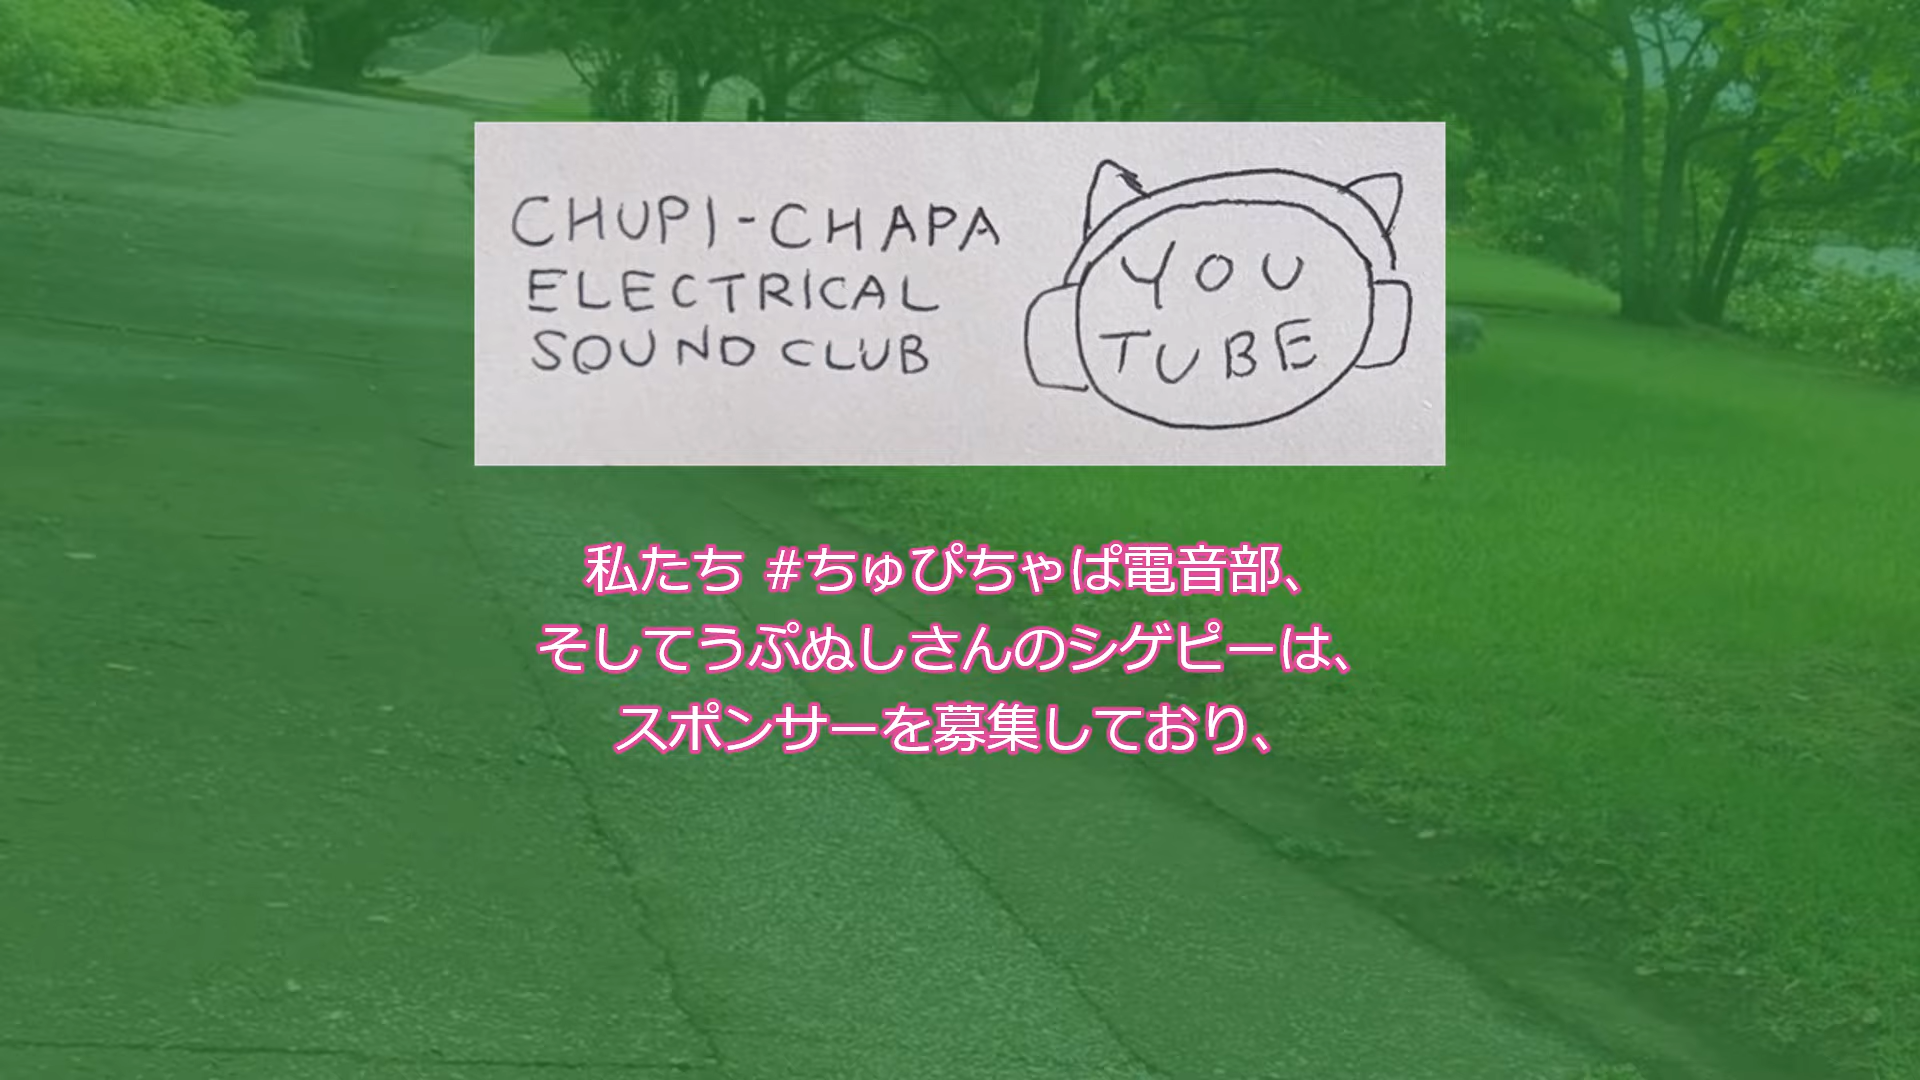 CHUPI-CHAPA
ELECTRICAL
SOUND CLUB
YOU
TUBE
私たち #ちゅぴちゃぱ電音部、
そしてうぷぬしさんのシゲピーは、
スポンサーを募集しており、